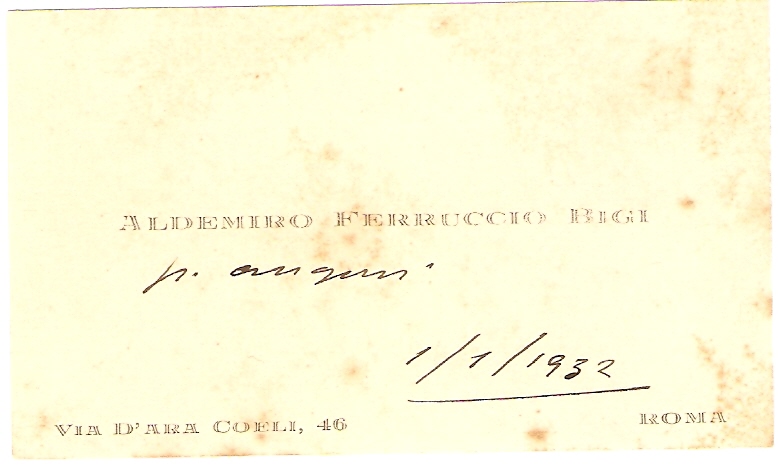 ALDEMIRO FERRUCCIO BIGI
p. auguri
1/1/1932
VIA D'ARA COELI, 46
ROMA